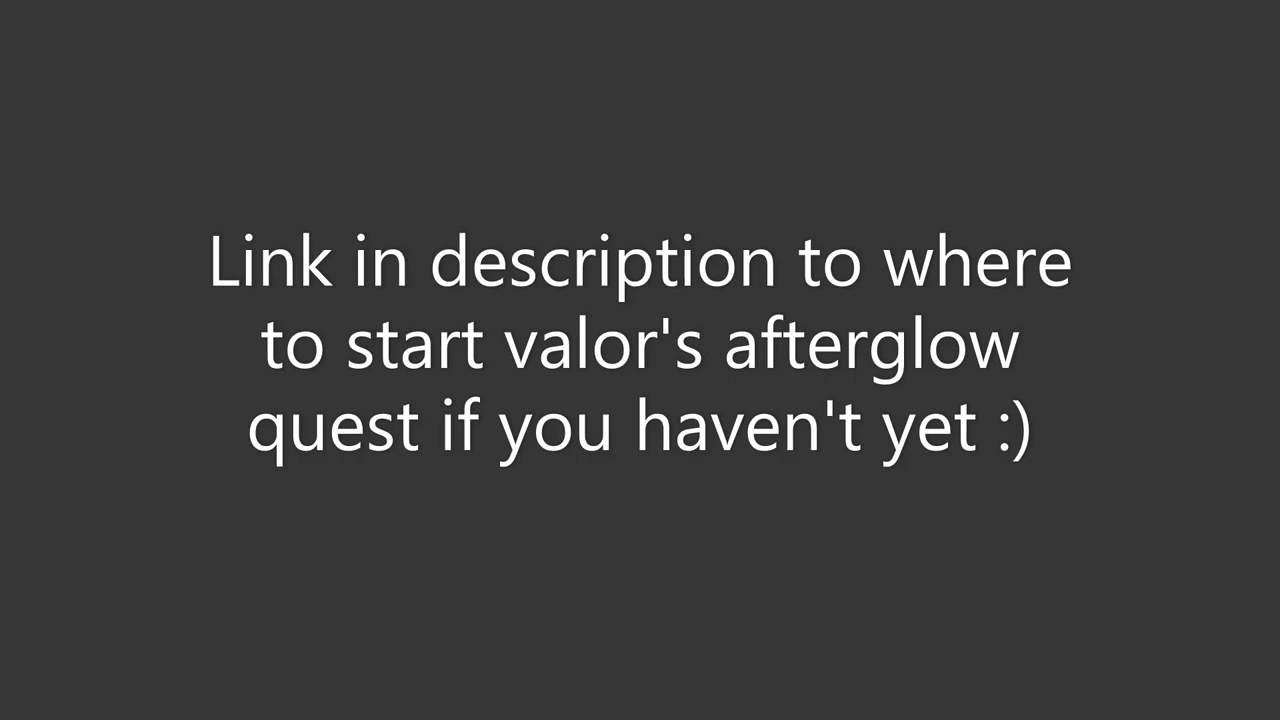 Link in description to where
to start valor's afterglow
quest if you haven't yet :)